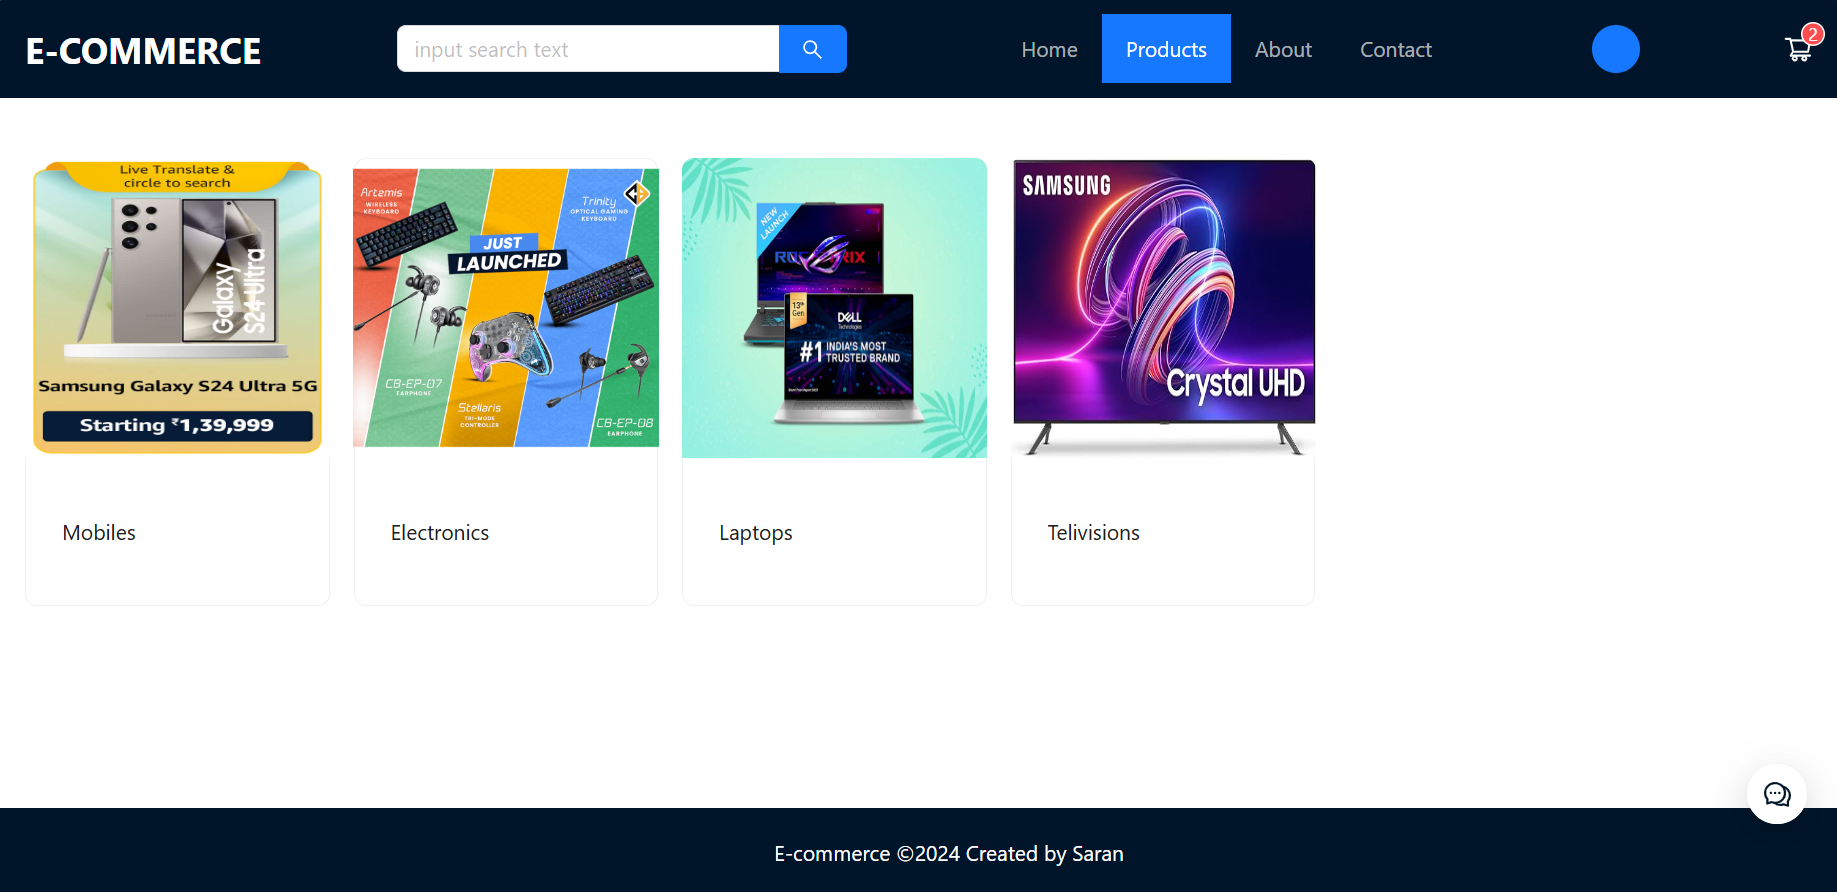 E-COMMERCE
input search text
Home
Products
About
Contact
2
Live Translate &
circle to search
Galaxy
S24 Ultra
Samsung Galaxy S24 Ultra 5G
Starting ₹1,39,999
Artemis
WIRELESS
KEYBOARD
Trinity
OPTICAL GAMING
KEYBOARD
JUST
LAUNCHED
CB-EP-07
EARPHONE
Stellaris
TRI-MODE
CONTROLLER
CB-EP-08
EARPHONE
NEW
LAUNCH
13th
Gen
DELL
Technologies
#1 INDIA'S MOST
TRUSTED BRAND
SAMSUNG
Crystal UHD
Mobiles
Electronics
Laptops
Telivisions
E-commerce ©2024 Created by Saran